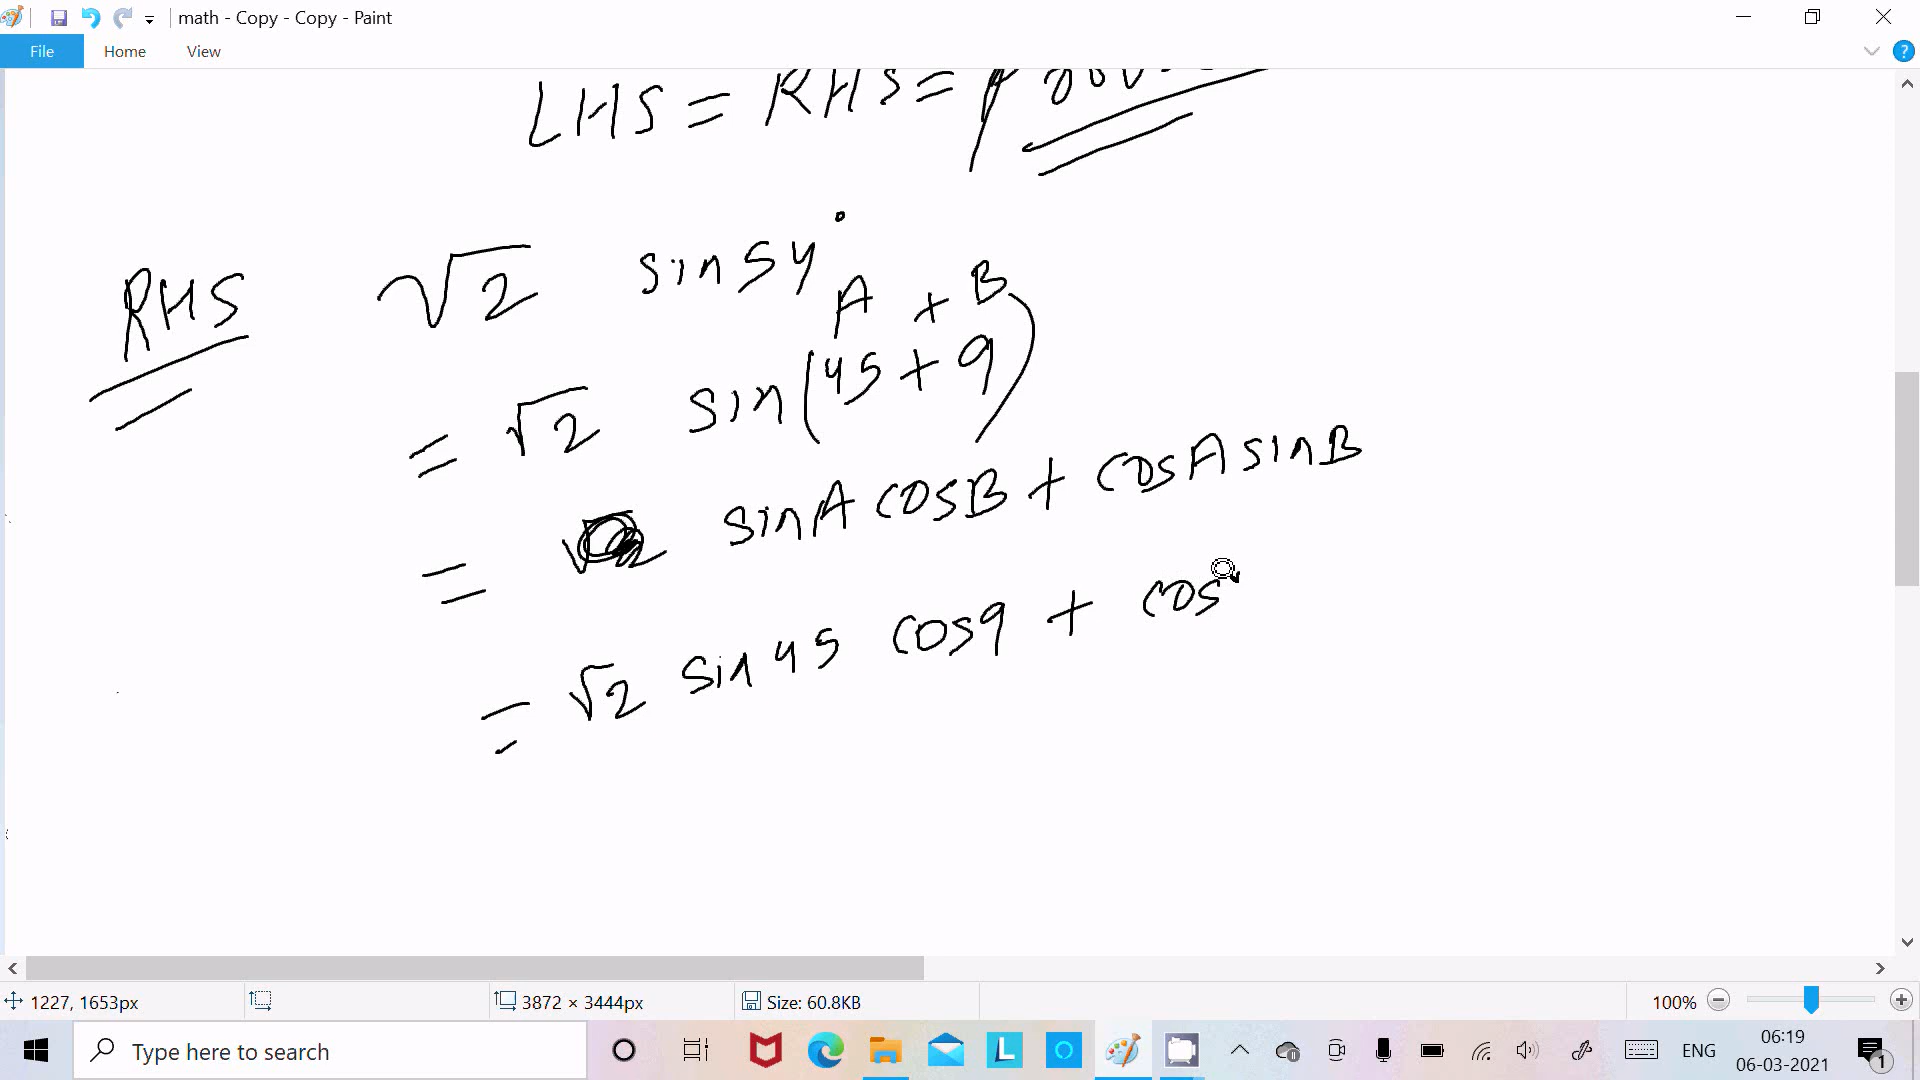 math - Copy - Copy - Paint
File Home View
LHS = RHS =
RHS √2 sin54°
A + B
= √2 sin(45+9)
= sinA cosB + cosA sinB
= √2 sin45 cos9 + cos
1227, 1653px 3872 × 3444px Size: 60.8KB 100%
Type here to search ENG 06:19
06-03-2021 1